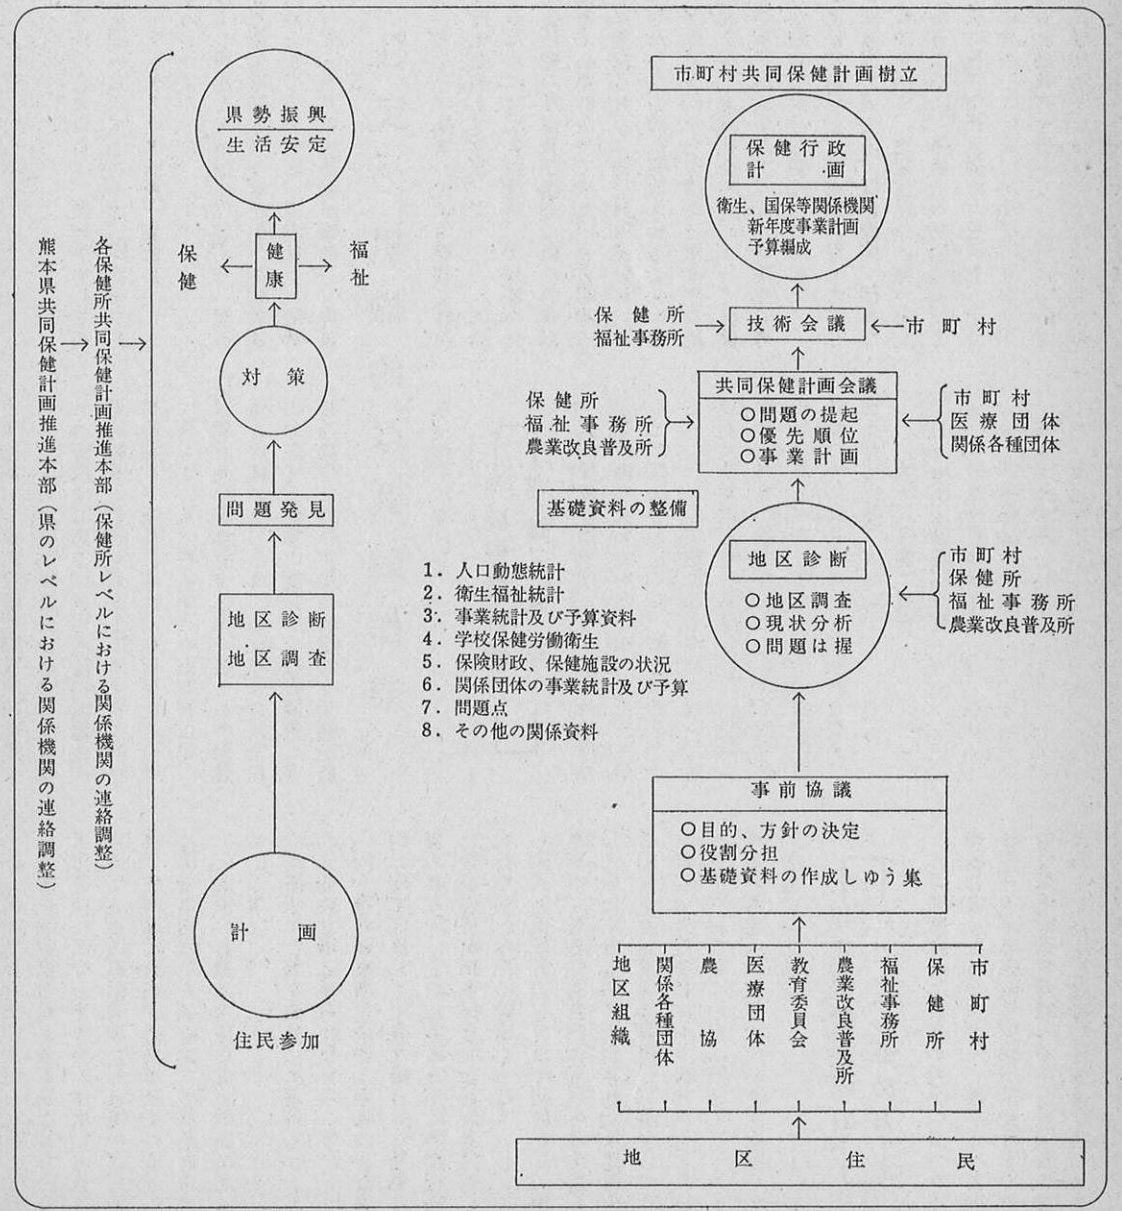 熊本県共同保健計画推進本部(県のレベルにおける関係機関の連絡調整)
各保健所共同保健計画推進本部(保健所レベルにおける関係機関の連絡調整)
県勢振興
生活安定
保健
健康
福祉
対策
問題発見
地区診断
地区調査
計画
住民参加
市町村共同保健計画樹立
保健行政
計画
衛生、国保等関係機関
新年度事業計画
予算編成
保健所
福祉事務所
技術会議
市町村
共同保健計画会議
○問題の提起
○優先順位
○事業計画
保健所
福祉事務所
農業改良普及所
市町村
医療団体
関係各種団体
基礎資料の整備
1.人口動態統計
2.衛生福祉統計
3.事業統計及び予算資料
4.学校保健労働衛生
5.保険財政、保健施設の状況
6.関係団体の事業統計及び予算
7.問題点
8.その他の関係資料
地区診断
○地区調査
○現状分析
○問題は握
市町村
保健所
福祉事務所
農業改良普及所
事前協議
○目的、方針の決定
○役割分担
○基礎資料の作成しゆう集
市町村
保健所
福祉事務所
農業改良普及所
教育委員会
医療団体
農協
関係各種団体
地区組織
地区住民